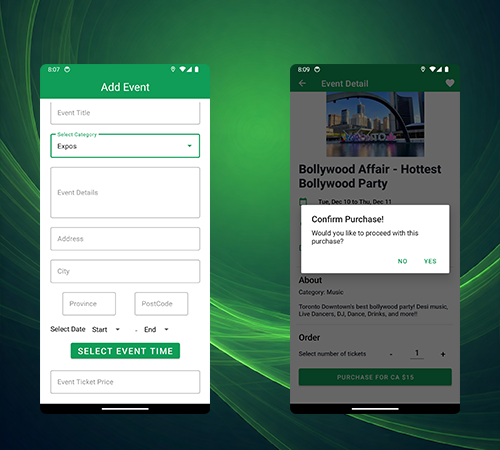 8:07
Add Event
Event Title
Select Category
Expos
Event Details
Address
City
Province
PostCode
Select Date Start - End
SELECT EVENT TIME
Event Ticket Price
8:09
Event Detail
Bollywood Affair - Hottest
Bollywood Party
Tue, Dec 10 to Thu, Dec 11
Confirm Purchase!
Would you like to proceed with this
purchase?
NO YES
About
Category: Music
Toronto Downtown's best bollywood party! Desi music,
Live Dancers, DJ, Dance, Drinks, and more!!
Order
Select number of tickets - 1 +
PURCHASE FOR CA $15